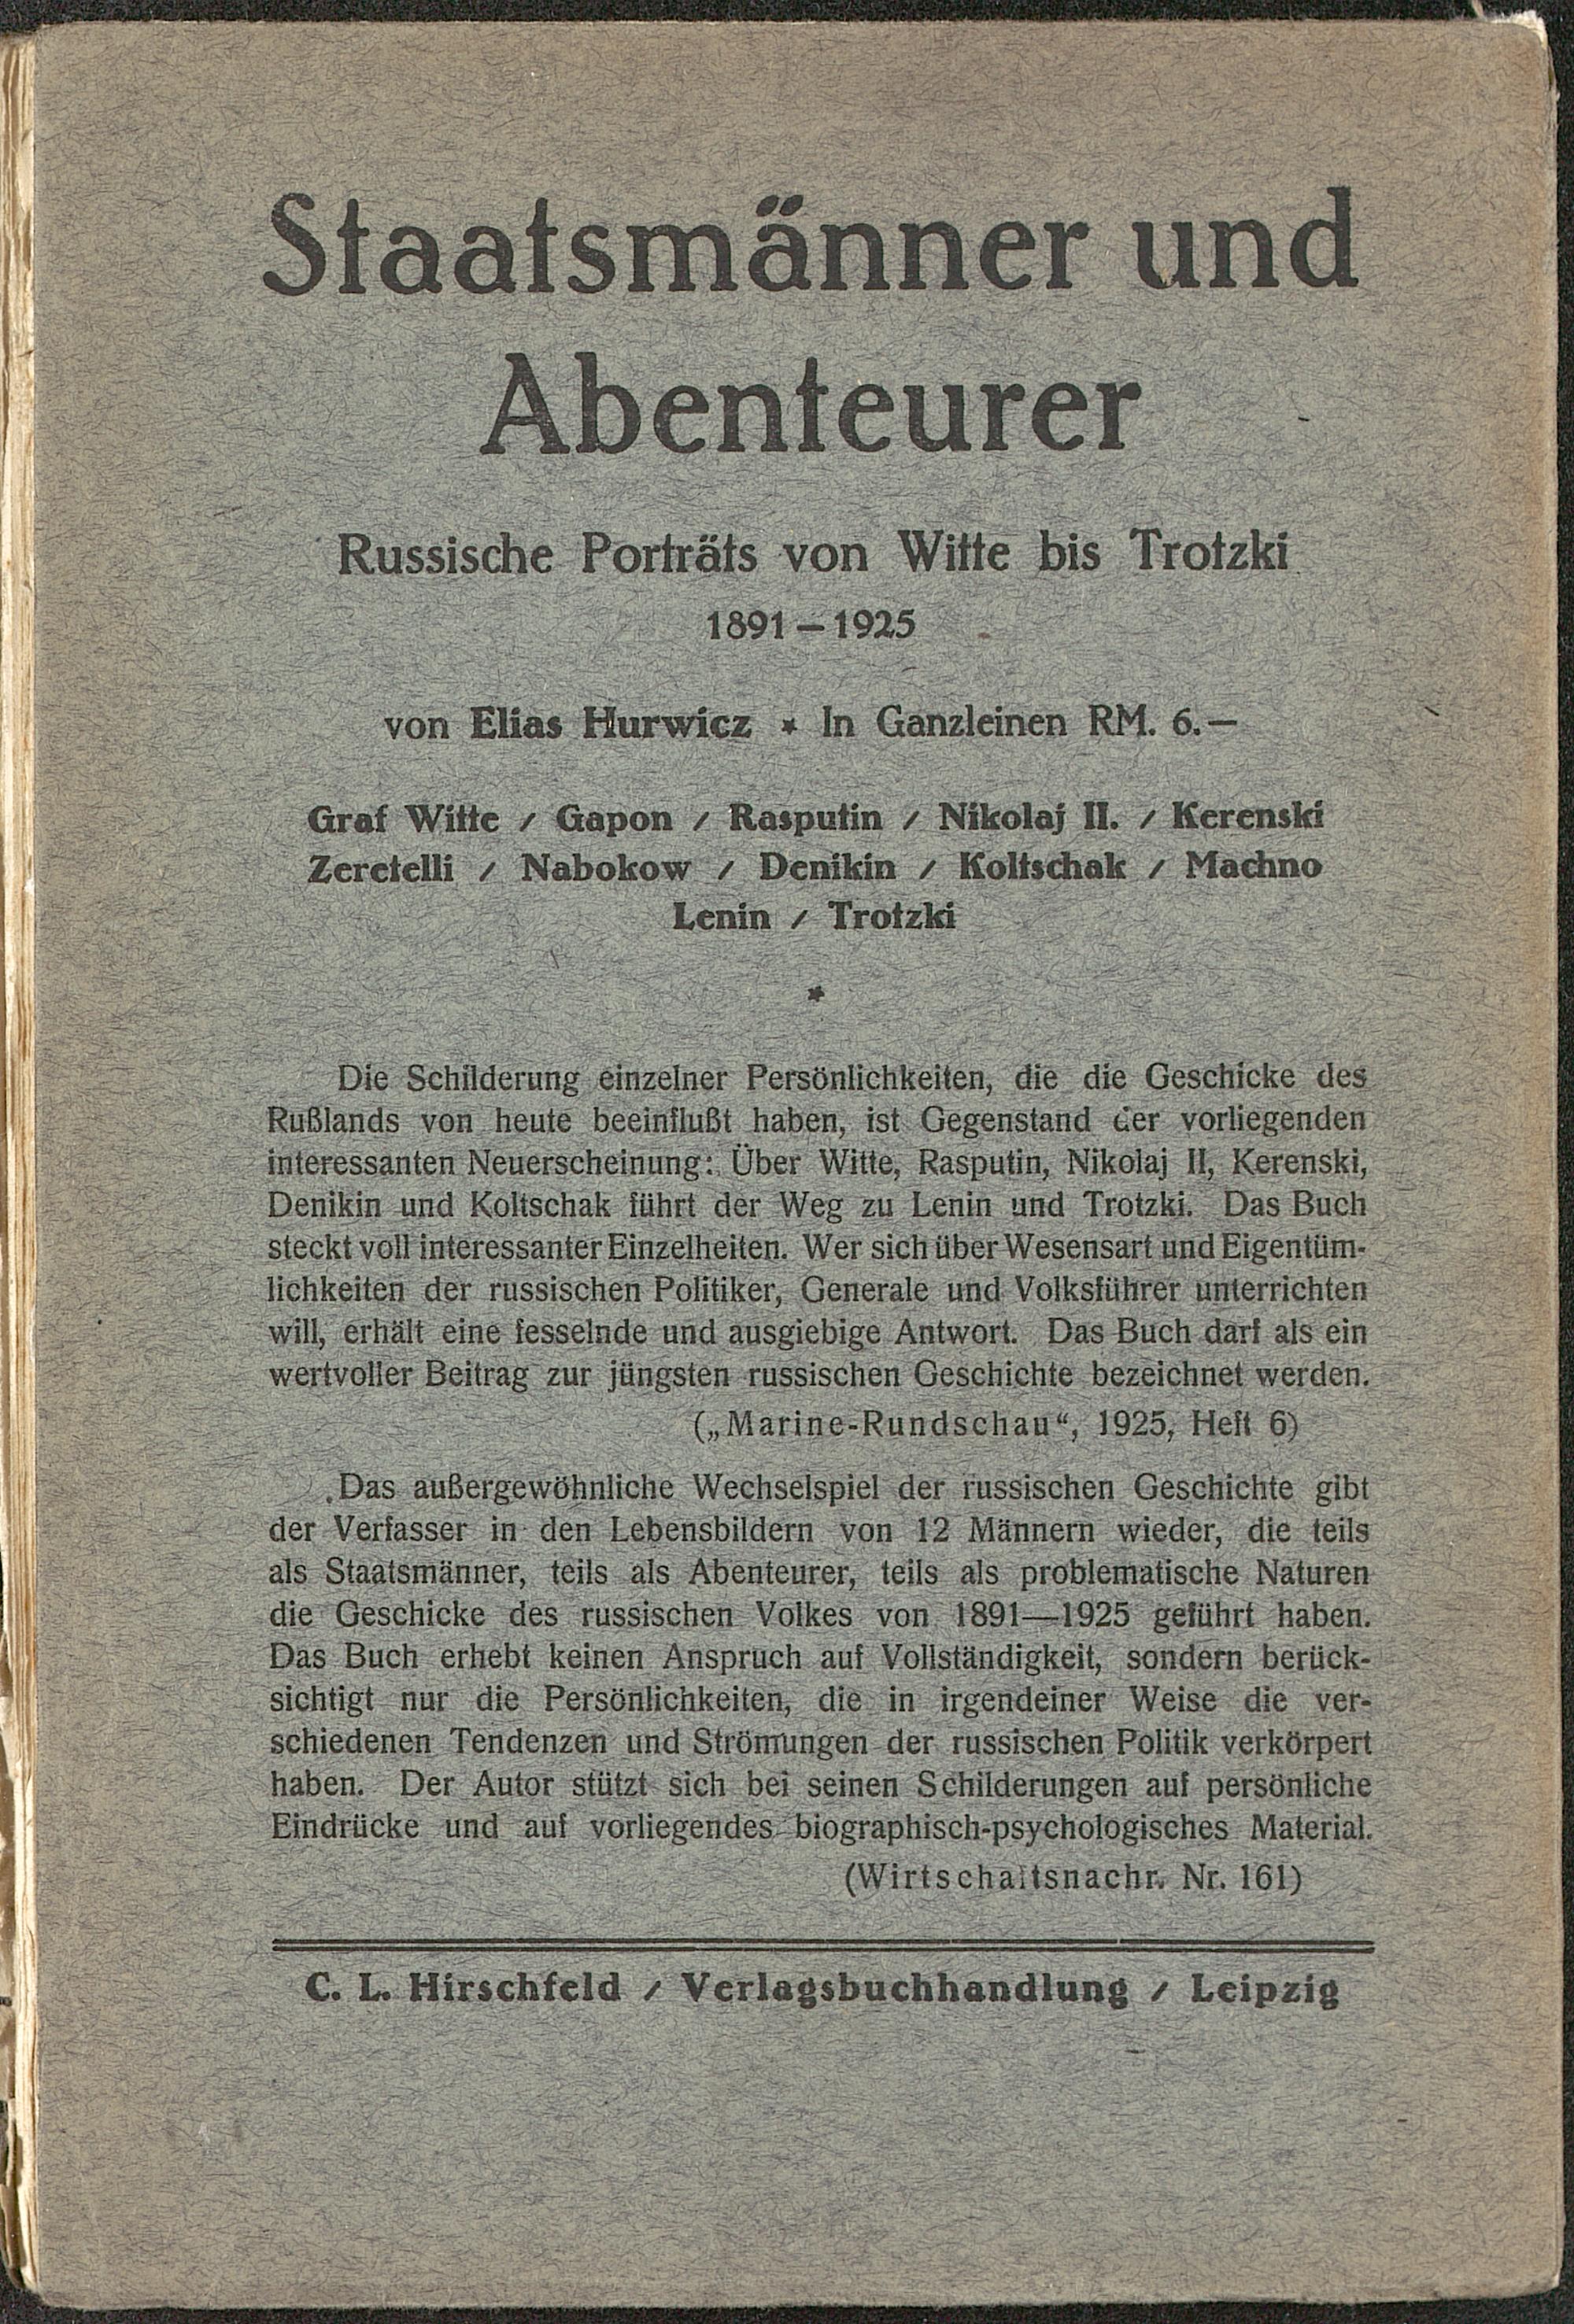 Staatsmänner und
Abenteurer
Russische Porträts von Witte bis Trotzki
1891 – 1925
von Elias Hurwicz * In Ganzleinen RM. 6.—
Graf Witte / Gapon / Rasputin / Nikolaj II. / Kerenski
Zeretelli / Nabokow / Denikin / Koltschak / Machno
Lenin / Trotzki
*
Die Schilderung einzelner Persönlichkeiten, die die Geschicke des
Rußlands von heute beeinflußt haben, ist Gegenstand der vorliegenden
interessanten Neuerscheinung: Über Witte, Rasputin, Nikolaj II, Kerenski,
Denikin und Koltschak führt der Weg zu Lenin und Trotzki. Das Buch
steckt voll interessanter Einzelheiten. Wer sich über Wesensart und Eigentüm-
lichkeiten der russischen Politiker, Generale und Volksführer unterrichten
will, erhält eine fesselnde und ausgiebige Antwort. Das Buch darf als ein
wertvoller Beitrag zur jüngsten russischen Geschichte bezeichnet werden.
(„Marine-Rundschau“, 1925, Heft 6)
Das außergewöhnliche Wechselspiel der russischen Geschichte gibt
der Verfasser in den Lebensbildern von 12 Männern wieder, die teils
als Staatsmänner, teils als Abenteurer, teils als problematische Naturen
die Geschicke des russischen Volkes von 1891—1925 geführt haben.
Das Buch erhebt keinen Anspruch auf Vollständigkeit, sondern berück-
sichtigt nur die Persönlichkeiten, die in irgendeiner Weise die ver-
schiedenen Tendenzen und Strömungen der russischen Politik verkörpert
haben. Der Autor stützt sich bei seinen Schilderungen auf persönliche
Eindrücke und auf vorliegendes biographisch-psychologisches Material.
(Wirtschaftsnachr. Nr. 161)
C. L. Hirschfeld / Verlagsbuchhandlung / Leipzig